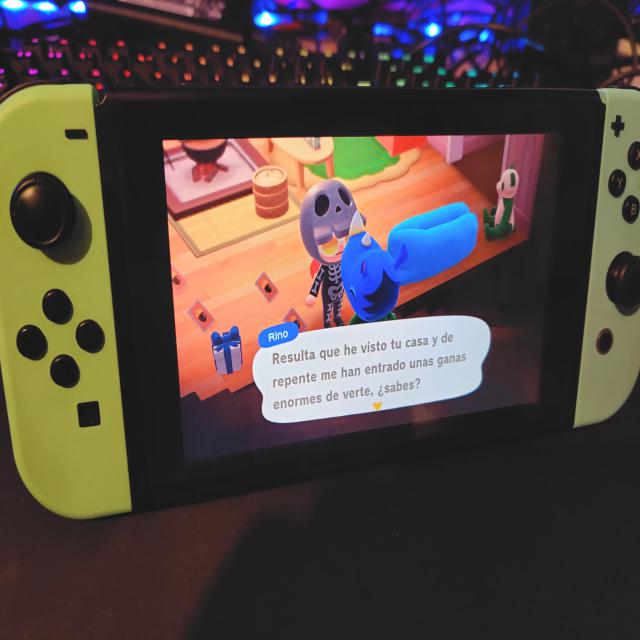 Rino
Resulta que he visto tu casa y de
repente me han entrado unas ganas
enormes de verte, ¿sabes?
X
Y
B